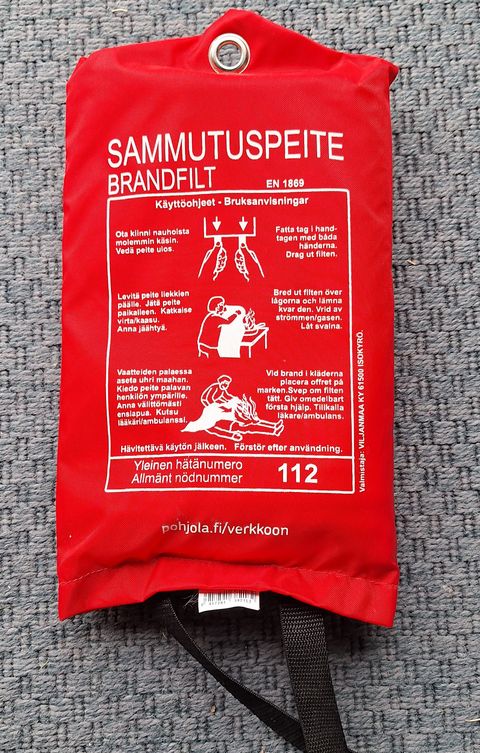 SAMMUTUSPEITE
BRANDFILT
EN 1869
Käyttöohjeet - Bruksanvisningar
Ota kiinni nauhoista
molemmin käsin.
Vedä peite ulos.
Fatta tag i hand-
tagen med båda
händerna.
Drag ut filten.
Levitä peite liekkien
päälle. Jätä peite
paikalleen. Katkaise
virta/kaasu.
Anna jäähtyä.
Bred ut filten över
lågorna och lämna
kvar den. Vrid av
strömmen/gasen.
Låt svalna.
Vaatteiden palaessa
aseta uhri maahan.
Kiedo peite palavan
henkilön ympärille.
Anna välittömästi
ensiapua. Kutsu
lääkäri/ambulanssi.
Vid brand i kläderna
placera offret på
marken.Svep om filten
tätt. Giv omedelbart
första hjälp. Tillkalla
läkare/ambulans.
Hävitettävä käytön jälkeen. Förstör efter användning.
Yleinen hätänumero
Allmänt nödnummer
112
Valmistaja: VILJANMAA KY 61500 ISOKYRÖ.
pohjola.fi/verkkoon